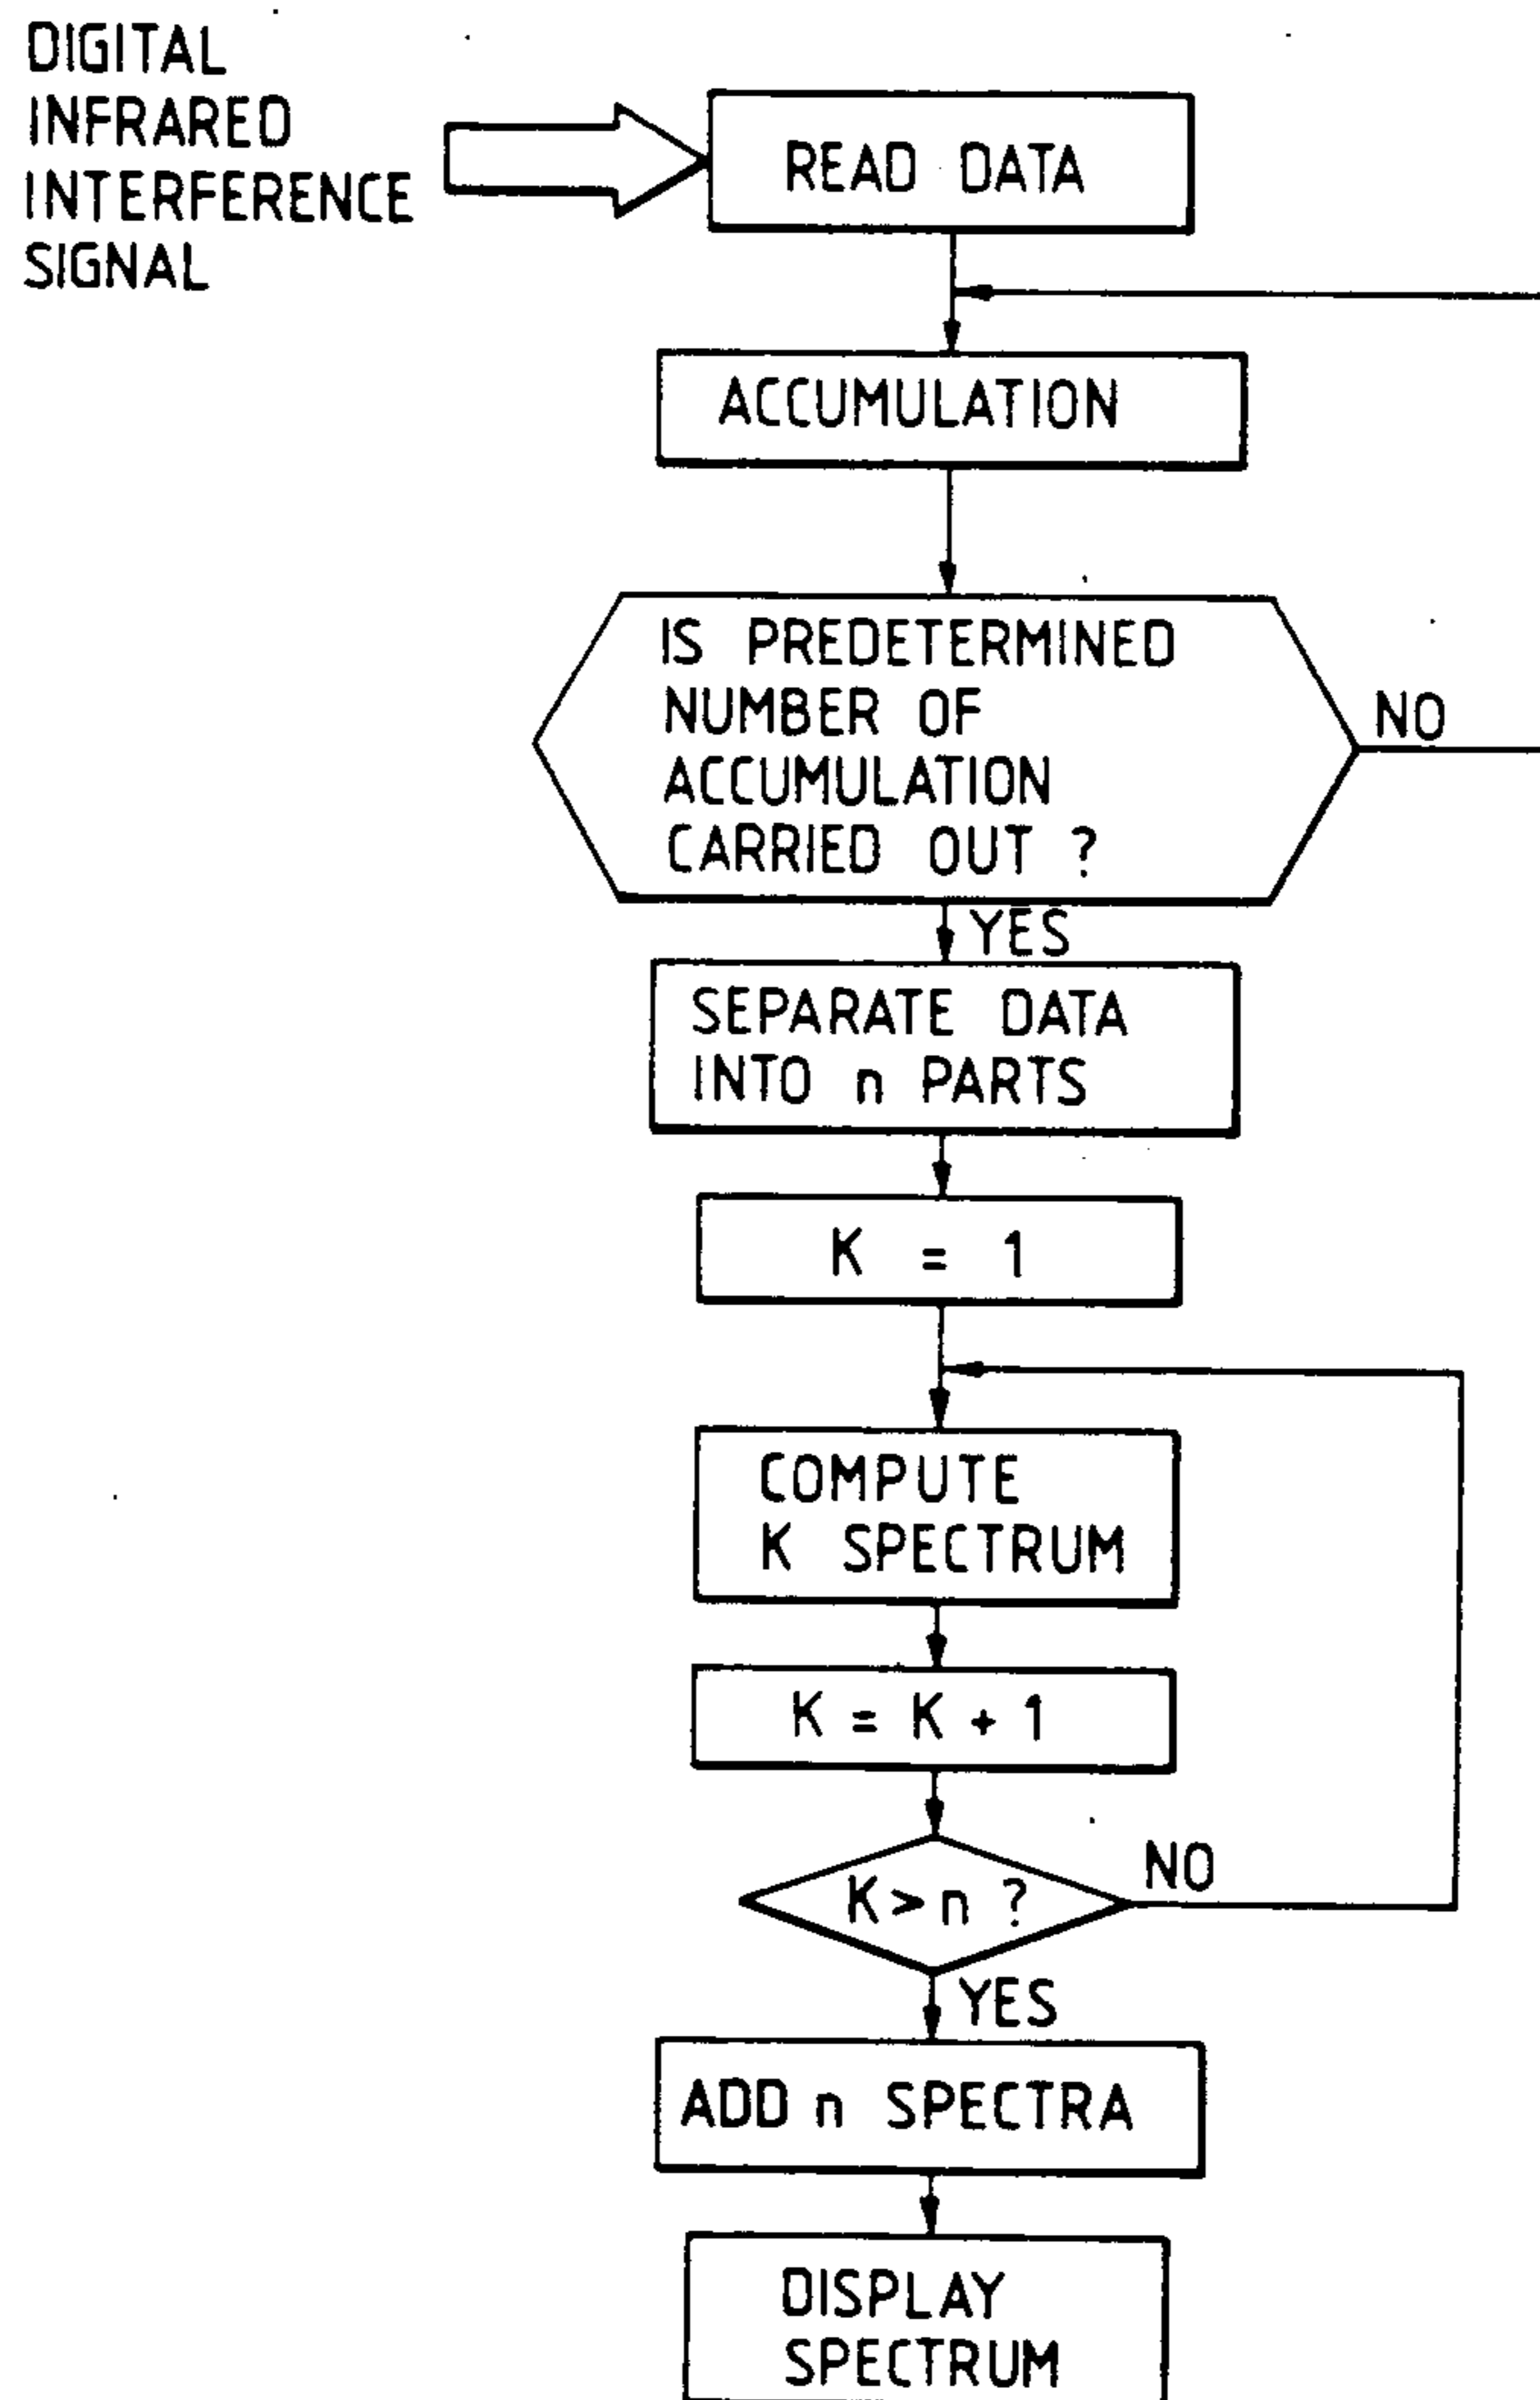 DIGITAL
INFRARED
INTERFERENCE
SIGNAL
READ DATA
ACCUMULATION
IS PREDETERMINED
NUMBER OF
ACCUMULATION
CARRIED OUT ?
NO
YES
SEPARATE DATA
INTO n PARTS
K = 1
COMPUTE
K SPECTRUM
K = K + 1
K > n ?
NO
YES
ADD n SPECTRA
DISPLAY
SPECTRUM